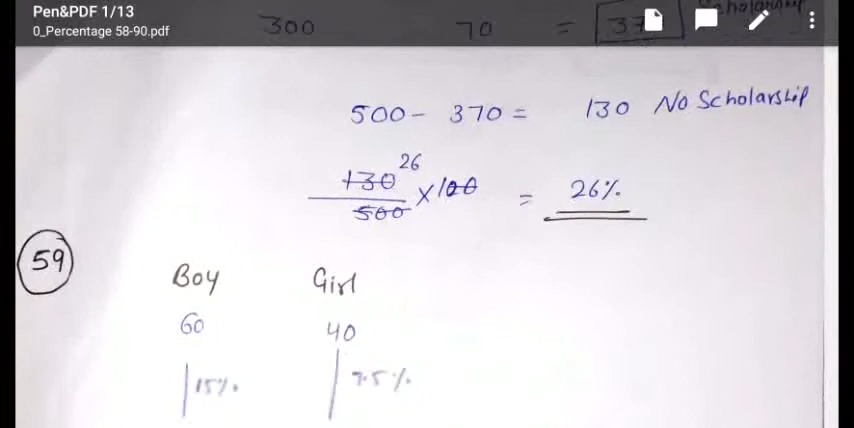 Pen&PDF 1/13
0_Percentage 58-90.pdf
300 70 = 37
500 - 370 = 130 No Scholarship
130 26
500 × 100 = 26%
59
Boy Girl
60 40
15% 7.5%